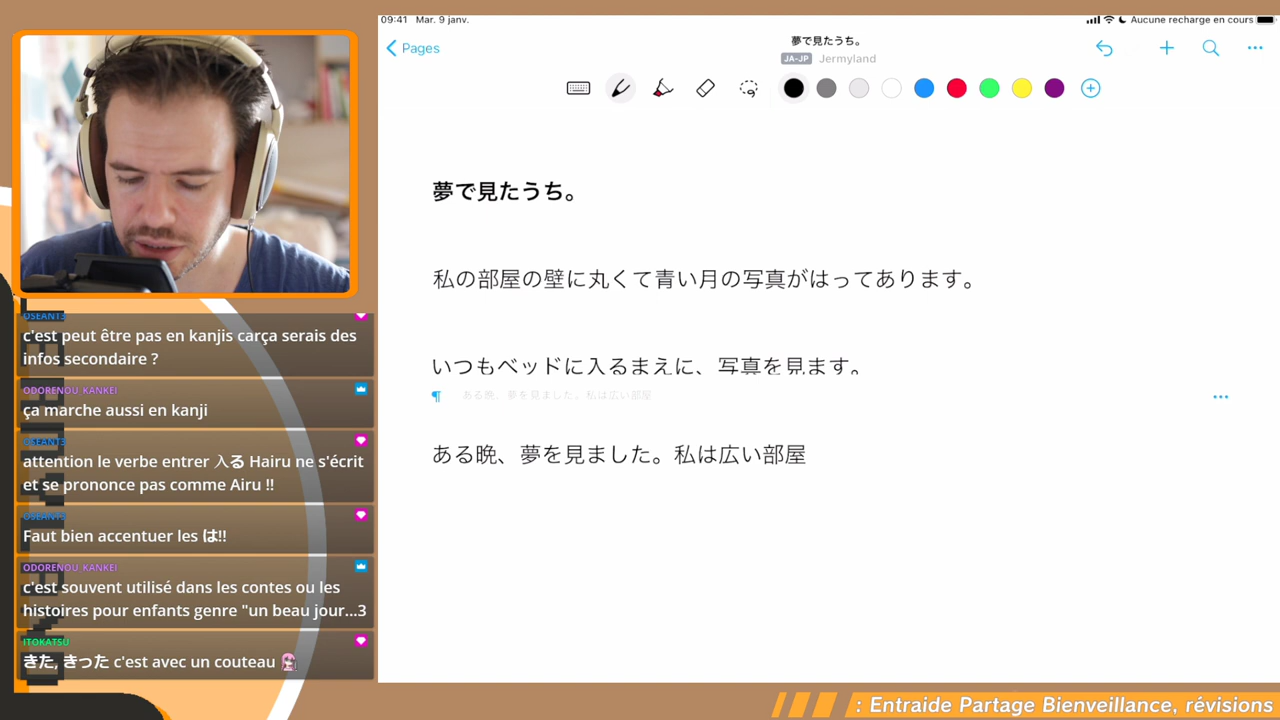 OSEANT3
c'est peut être pas en kanjis carça serais des
infos secondaire ?
ODORENOU_KANKEI
ça marche aussi en kanji
OSEANT3
attention le verbe entrer 入る Hairu ne s'écrit
et se prononce pas comme Airu !!
OSEANT3
Faut bien accentuer les は!!
ODORENOU_KANKEI
c'est souvent utilisé dans les contes ou les
histoires pour enfants genre "un beau jour...3
ITOKATSU
きた, きった c'est avec un couteau
09:41 Mar. 9 janv.
Aucune recharge en cours
Pages
夢で見たうち。
JA-JP Jermyland
夢で見たうち。
私の部屋の壁に丸くて青い月の写真がはってあります。
いつもベッドに入るまえに、写真を見ます。
ある晩、夢を見ました。私は広い部屋
ある晩、夢を見ました。私は広い部屋
: Entraide Partage Bienveillance, révisions